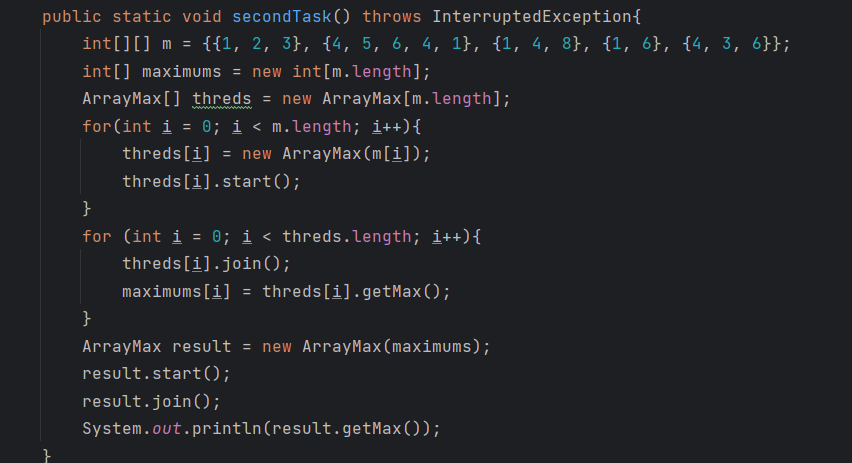 public static void secondTask() throws InterruptedException{
    int[][] m = {{1, 2, 3}, {4, 5, 6, 4, 1}, {1, 4, 8}, {1, 6}, {4, 3, 6}};
    int[] maximums = new int[m.length];
    ArrayMax[] threds = new ArrayMax[m.length];
    for(int i = 0; i < m.length; i++){
        threds[i] = new ArrayMax(m[i]);
        threds[i].start();
    }
    for (int i = 0; i < threds.length; i++){
        threds[i].join();
        maximums[i] = threds[i].getMax();
    }
    ArrayMax result = new ArrayMax(maximums);
    result.start();
    result.join();
    System.out.println(result.getMax());
}